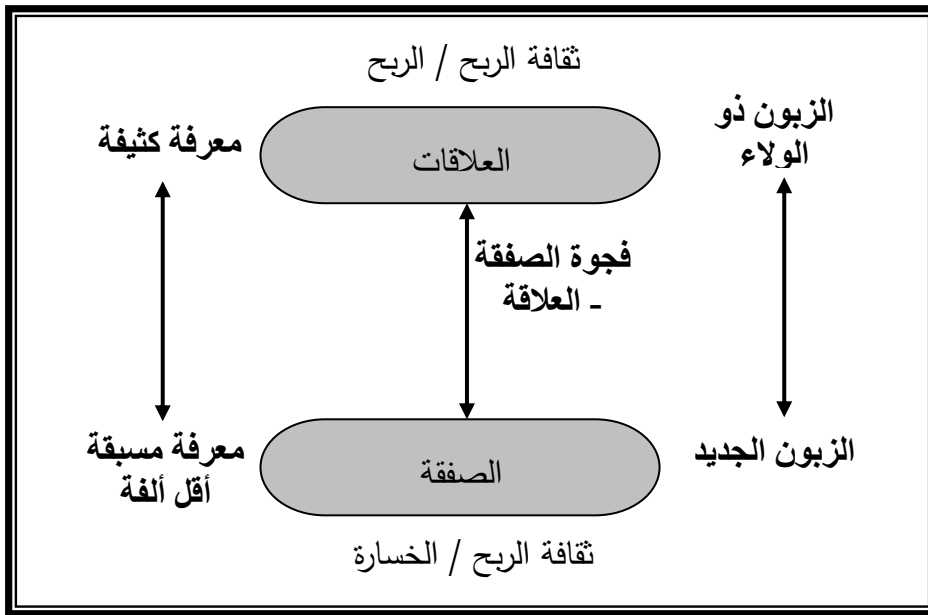 ثقافة الربح / الربح
الزبون ذو
الولاء
العلاقات
معرفة كثيفة
فجوة الصفقة
- العلاقة
الزبون الجديد
الصفقة
معرفة مسبقة
أقل ألفة
ثقافة الربح / الخسارة